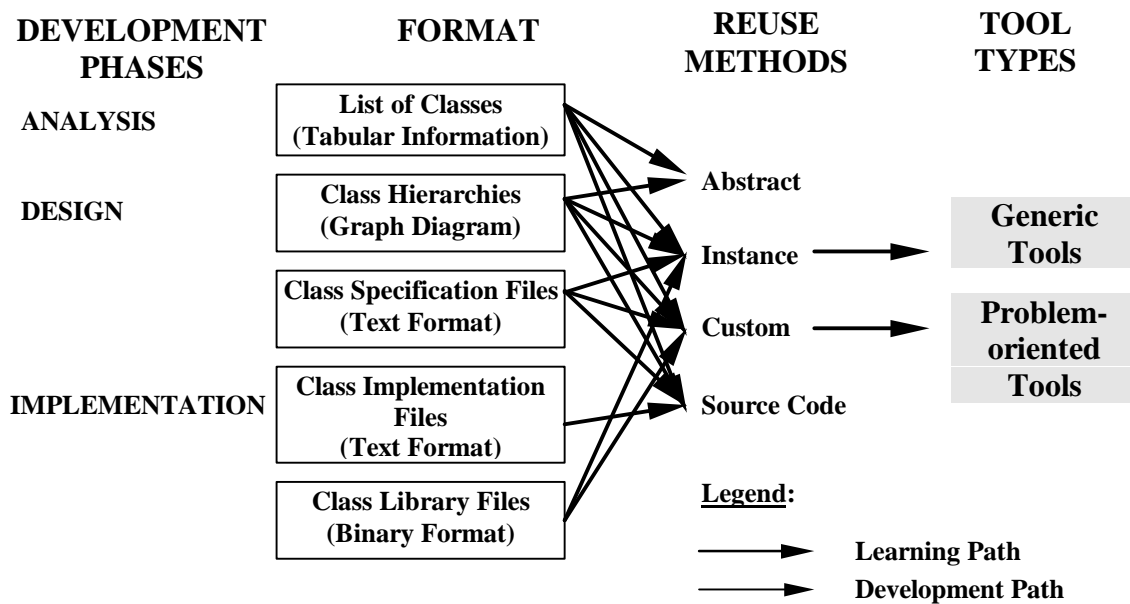 DEVELOPMENT
PHASES
FORMAT
REUSE
METHODS
TOOL
TYPES
ANALYSIS
List of Classes
(Tabular Information)
Abstract
DESIGN
Class Hierarchies
(Graph Diagram)
Generic
Tools
Instance
Class Specification Files
(Text Format)
Custom
Problem-
oriented
Tools
IMPLEMENTATION
Class Implementation
Files
(Text Format)
Source Code
Class Library Files
(Binary Format)
Legend:
Learning Path
Development Path